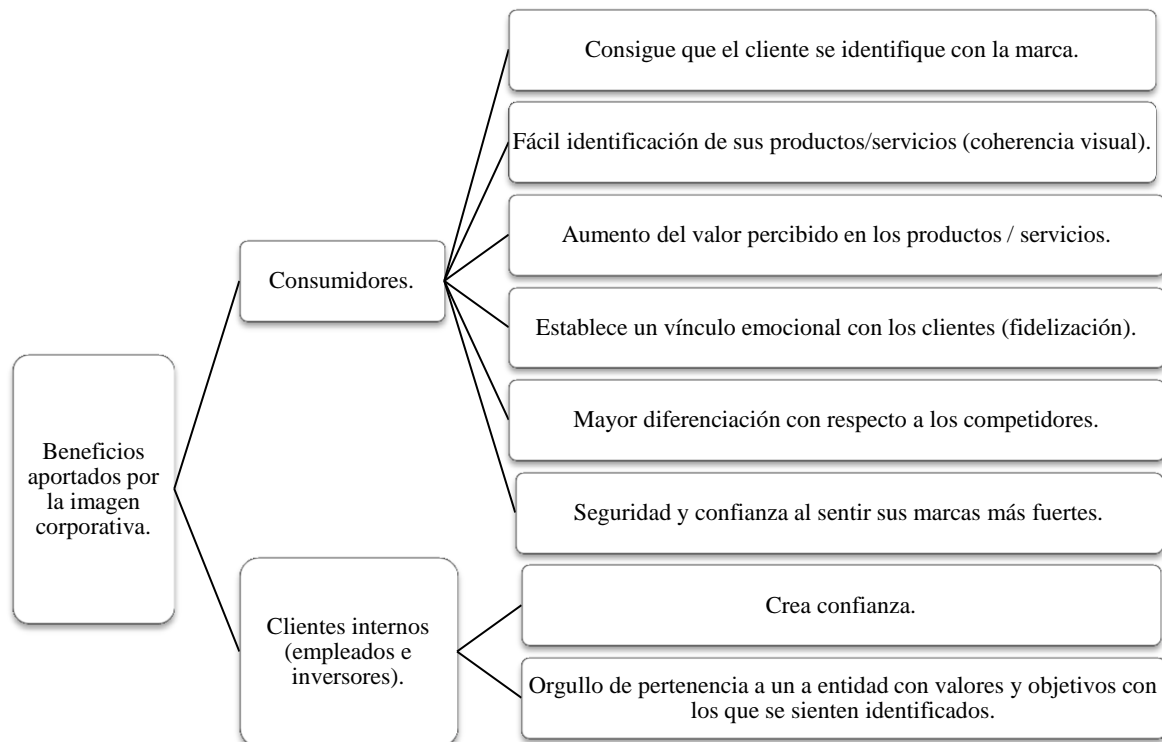 Beneficios
aportados por
la imagen
corporativa.
Consumidores.
Consigue que el cliente se identifique con la marca.
Fácil identificación de sus productos/servicios (coherencia visual).
Aumento del valor percibido en los productos / servicios.
Establece un vínculo emocional con los clientes (fidelización).
Mayor diferenciación con respecto a los competidores.
Seguridad y confianza al sentir sus marcas más fuertes.
Clientes internos
(empleados e
inversores).
Crea confianza.
Orgullo de pertenencia a un a entidad con valores y objetivos con
los que se sienten identificados.